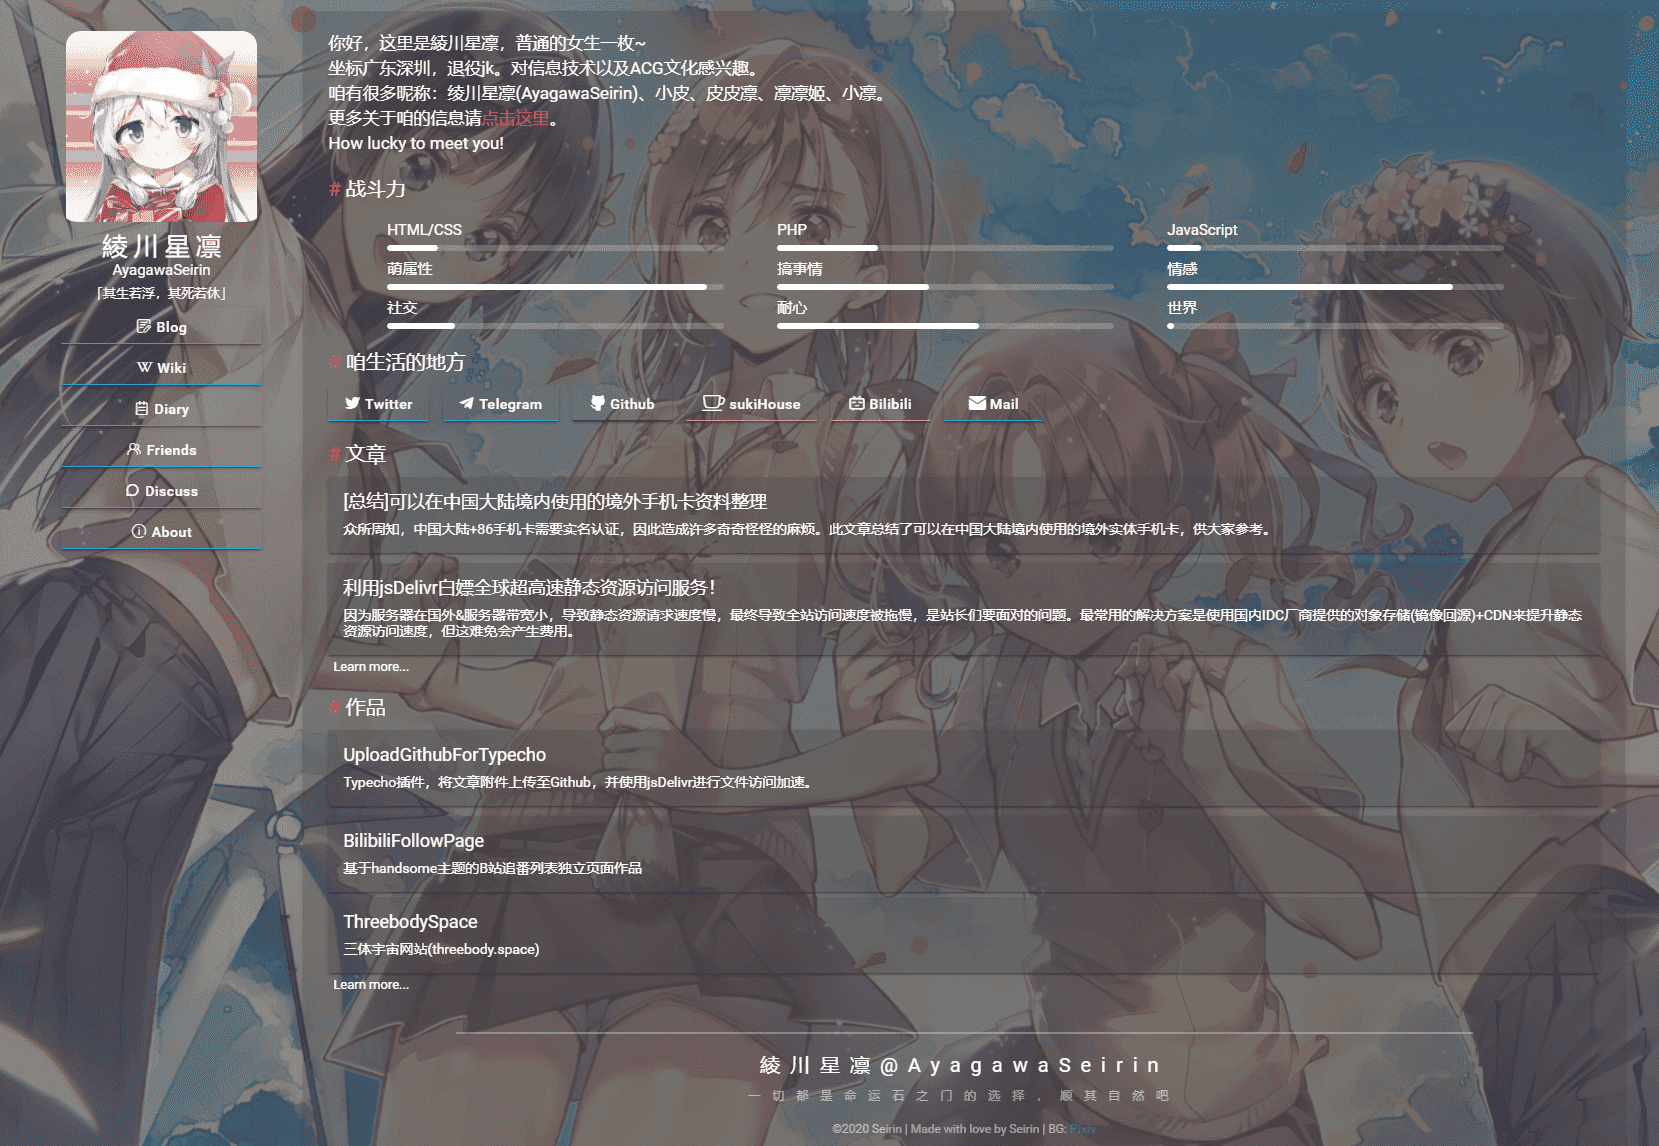 綾川星凛
AyagawaSeirin
「其生若浮，其死若休」
Blog
Wiki
Diary
Friends
Discuss
About
你好，这里是綾川星凛，普通的女生一枚~
坐标广东深圳，退役jk。对信息技术以及ACG文化感兴趣。
咱有很多昵称：绫川星凛(AyagawaSeirin)、小皮、皮皮凛、凛凛姬、小凛。
更多关于咱的信息请点击这里。
How lucky to meet you!
# 战斗力
HTML/CSS PHP JavaScript
萌属性 搞事情 情感
社交 耐心 世界
# 咱生活的地方
Twitter Telegram Github sukiHouse Bilibili Mail
# 文章
[总结]可以在中国大陆境内使用的境外手机卡资料整理
众所周知，中国大陆+86手机卡需要实名认证，因此造成许多奇奇怪怪的麻烦。此文章总结了可以在中国大陆境内使用的境外实体手机卡，供大家参考。
利用jsDelivr白嫖全球超高速静态资源访问服务！
因为服务器在国外&服务器带宽小，导致静态资源请求速度慢，最终导致全站访问速度被拖慢，是站长们要面对的问题。最常用的解决方案是使用国内IDC厂商提供的对象存储(镜像回源)+CDN来提升静态
资源访问速度，但这难免会产生费用。
Learn more...
# 作品
UploadGithubForTypecho
Typecho插件，将文章附件上传至Github，并使用jsDelivr进行文件访问加速。
BilibiliFollowPage
基于handsome主题的B站追番列表独立页面作品
ThreebodySpace
三体宇宙网站(threebody.space)
Learn more...
綾川星凛@AyagawaSeirin
一切都是命运石之门的选择，顺其自然吧
©2020 Seirin | Made with love by Seirin | BG: Pixiv